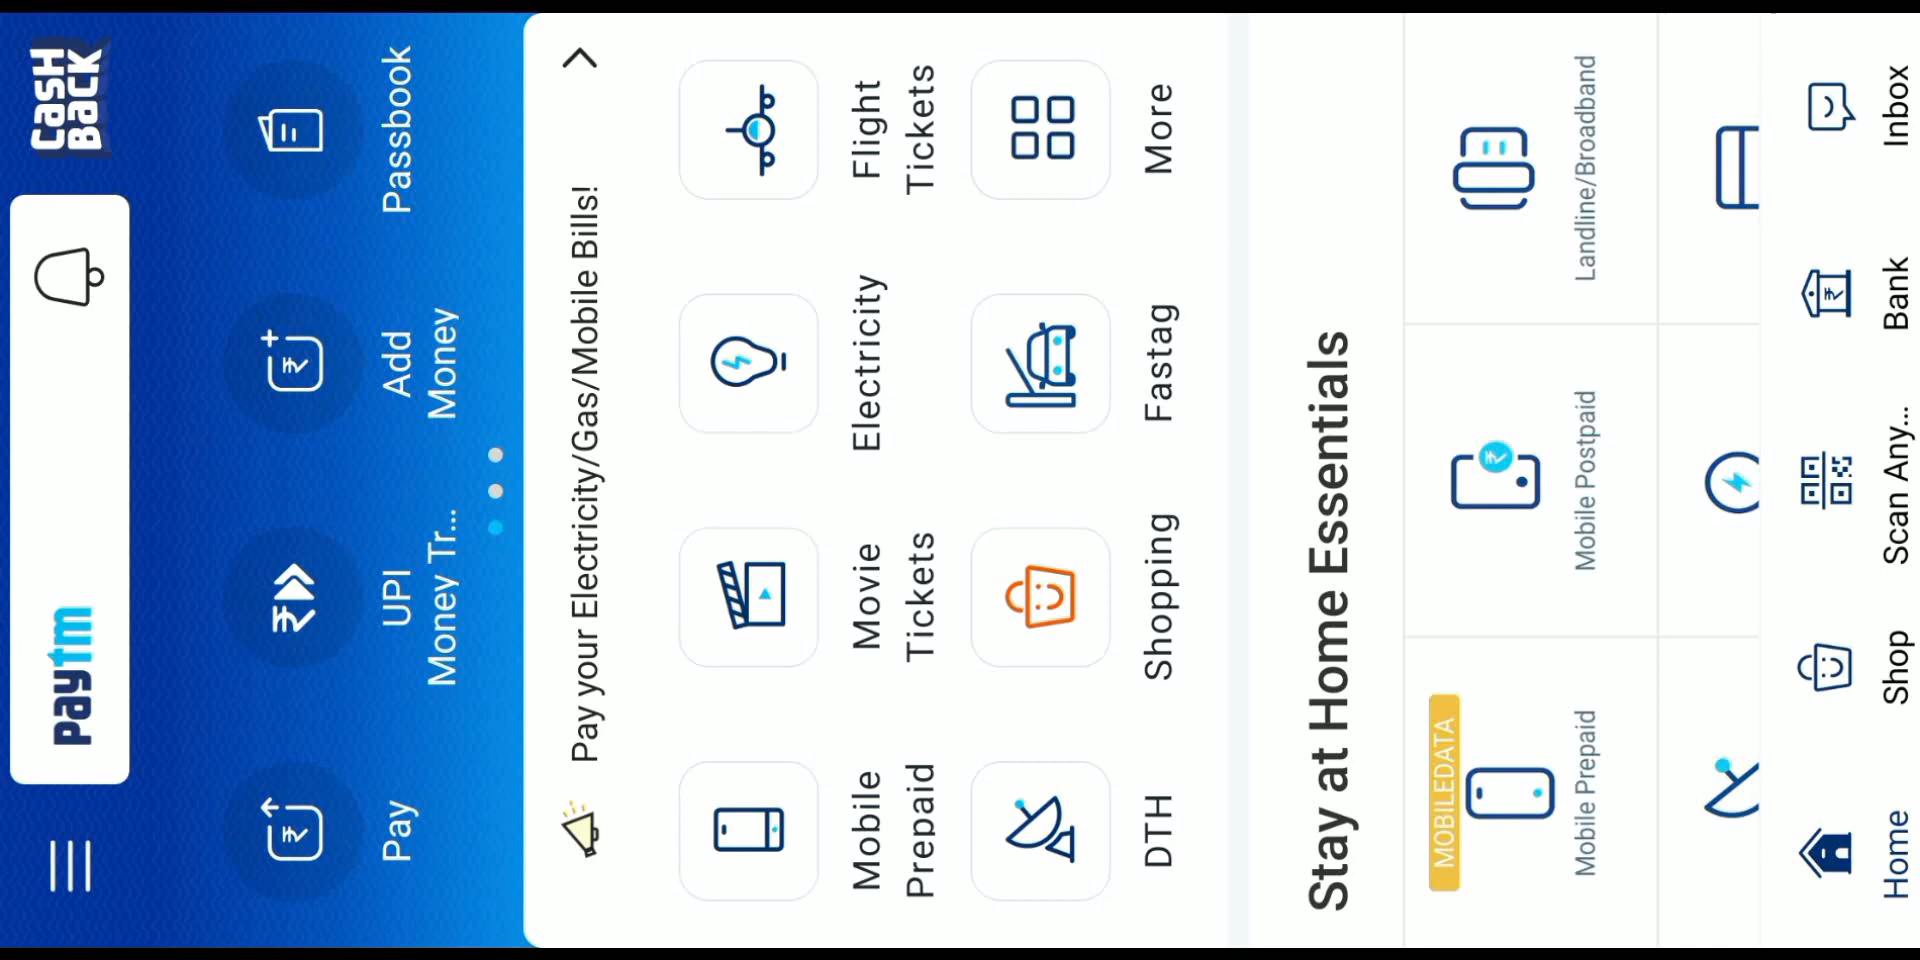 paytm
CasH
BacK
Pay
UPI
Money Tr...
Add
Money
Passbook
Pay your Electricity/Gas/Mobile Bills!
Mobile
Prepaid
Movie
Tickets
Electricity
Flight
Tickets
DTH
Shopping
Fastag
More
Stay at Home Essentials
MOBILEDATA
Mobile Prepaid
Mobile Postpaid
Landline/Broadband
Home
Shop
Scan Any...
Bank
Inbox